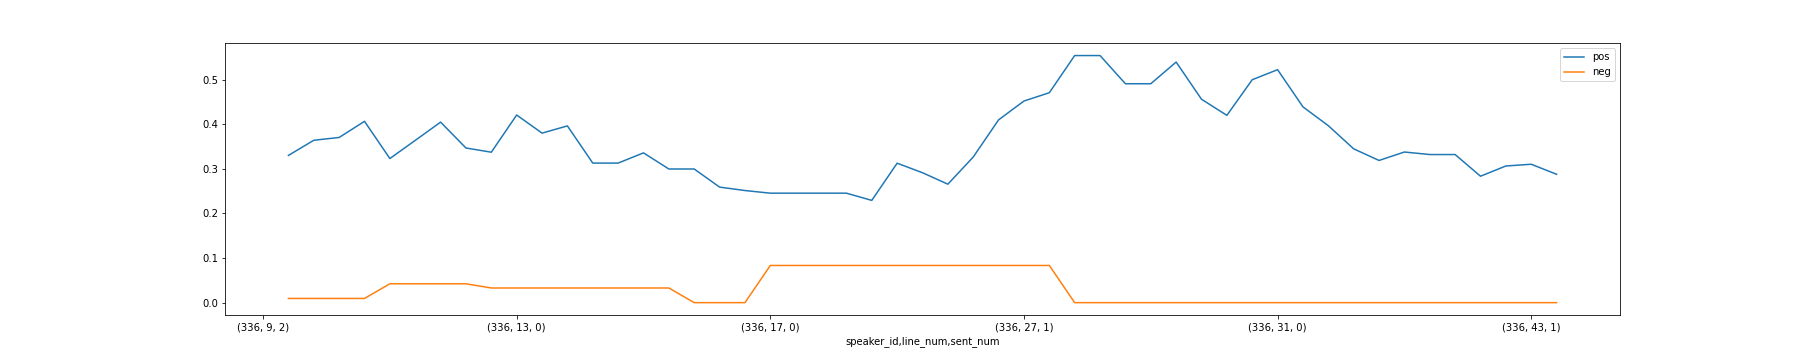 pos
neg
0.5
0.4
0.3
0.2
0.1
0.0
(336, 9, 2) (336, 13, 0) (336, 17, 0) (336, 27, 1) (336, 31, 0) (336, 43, 1)
speaker_id,line_num,sent_num